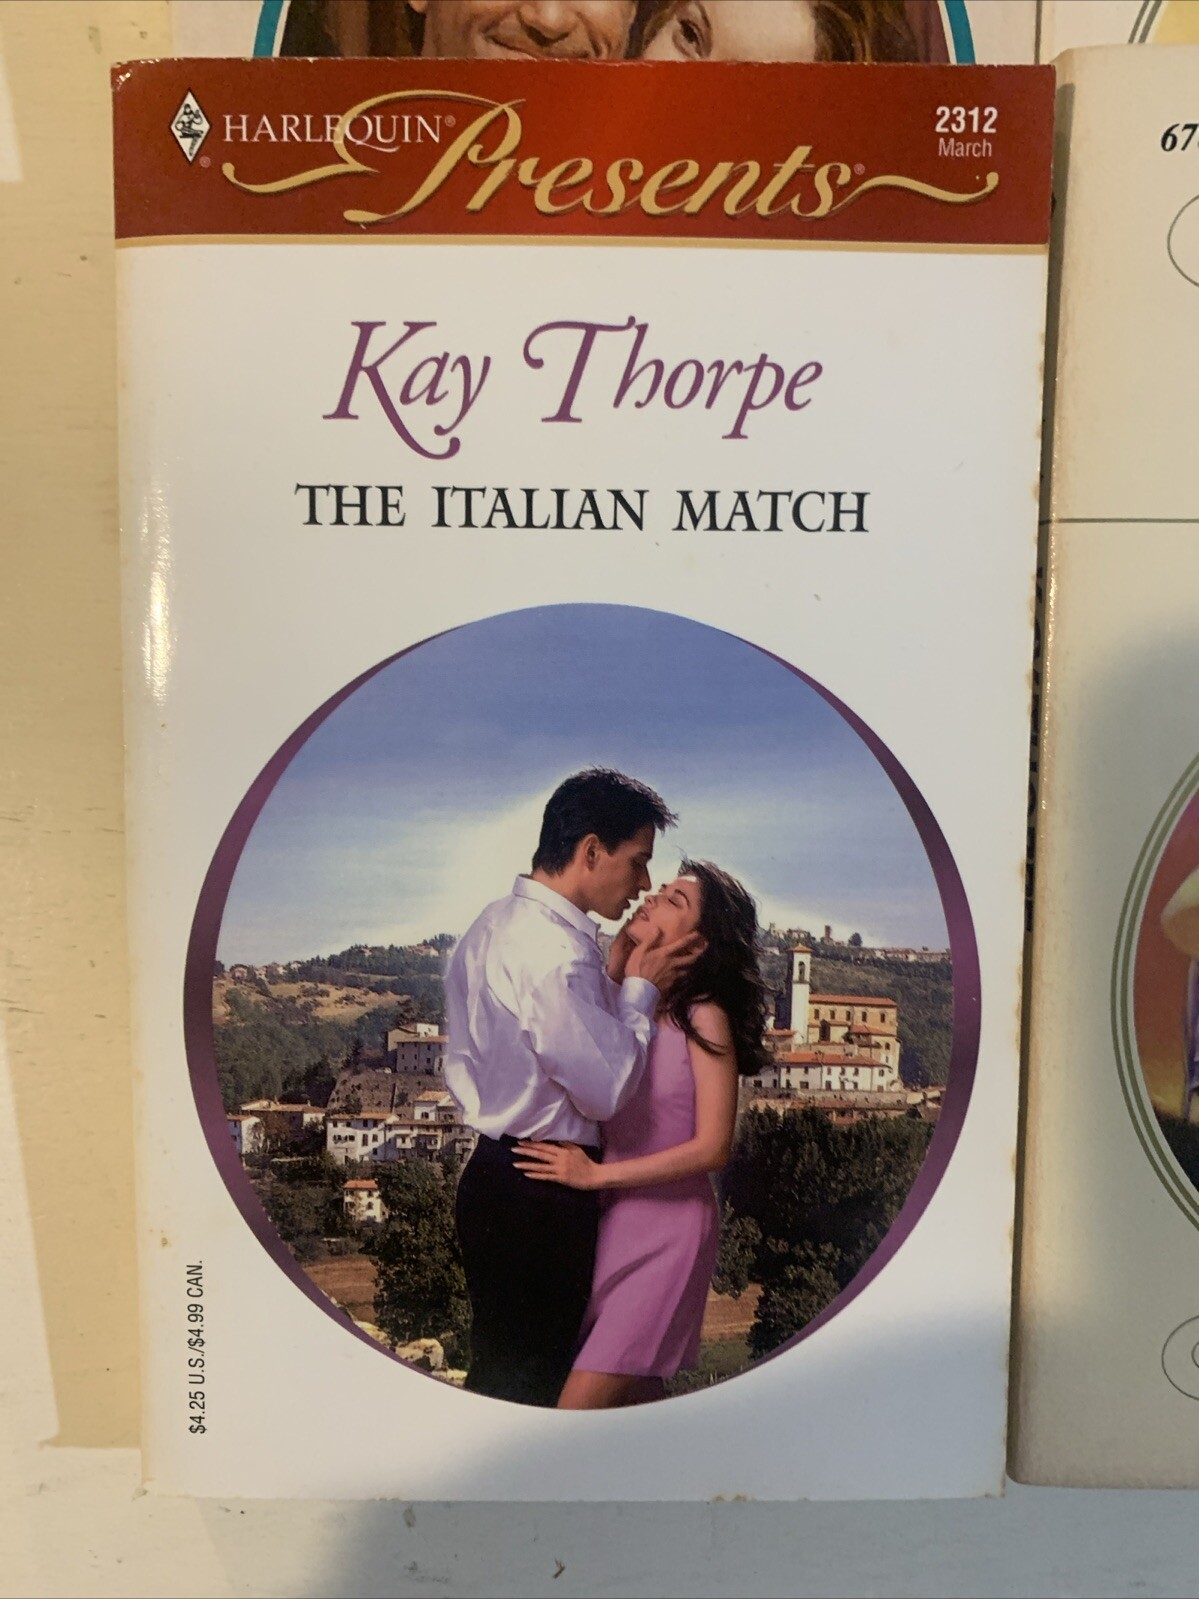 HARLEQUIN®
Presents®
2312
March
Kay Thorpe
THE ITALIAN MATCH
$4.25 U.S./$4.99 CAN.